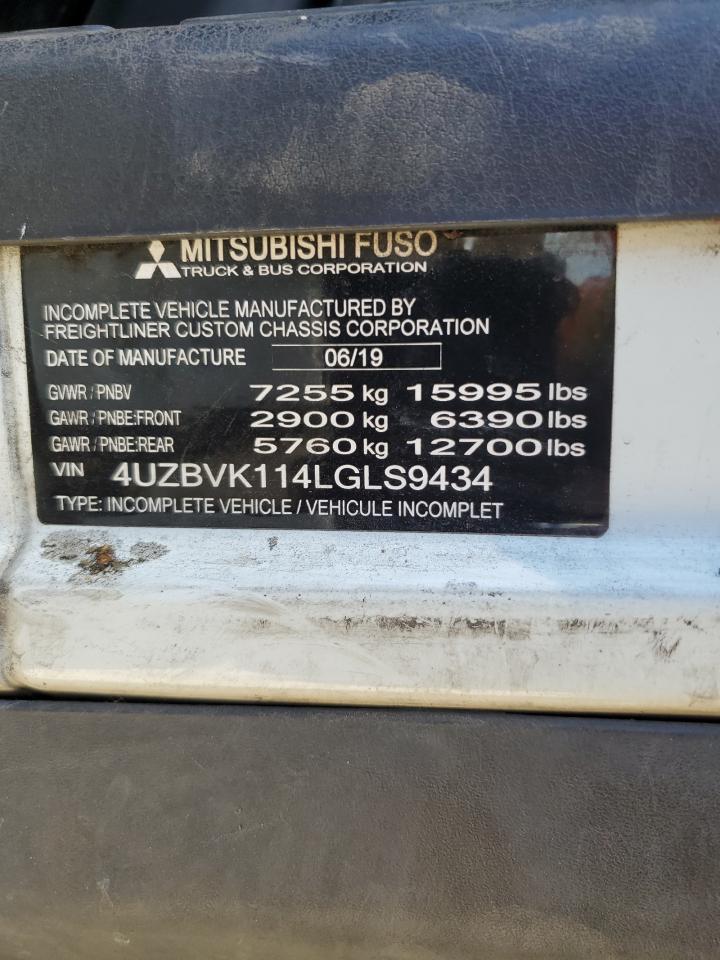 MITSUBISHI FUSO
TRUCK & BUS CORPORATION
INCOMPLETE VEHICLE MANUFACTURED BY
FREIGHTLINER CUSTOM CHASSIS CORPORATION
DATE OF MANUFACTURE 06/19
GVWR / PNBV 7255 kg 15995 lbs
GAWR / PNBE:FRONT 2900 kg 6390 lbs
GAWR / PNBE:REAR 5760 kg 12700 lbs
VIN 4UZBVK114LGLS9434
TYPE: INCOMPLETE VEHICLE / VEHICULE INCOMPLET